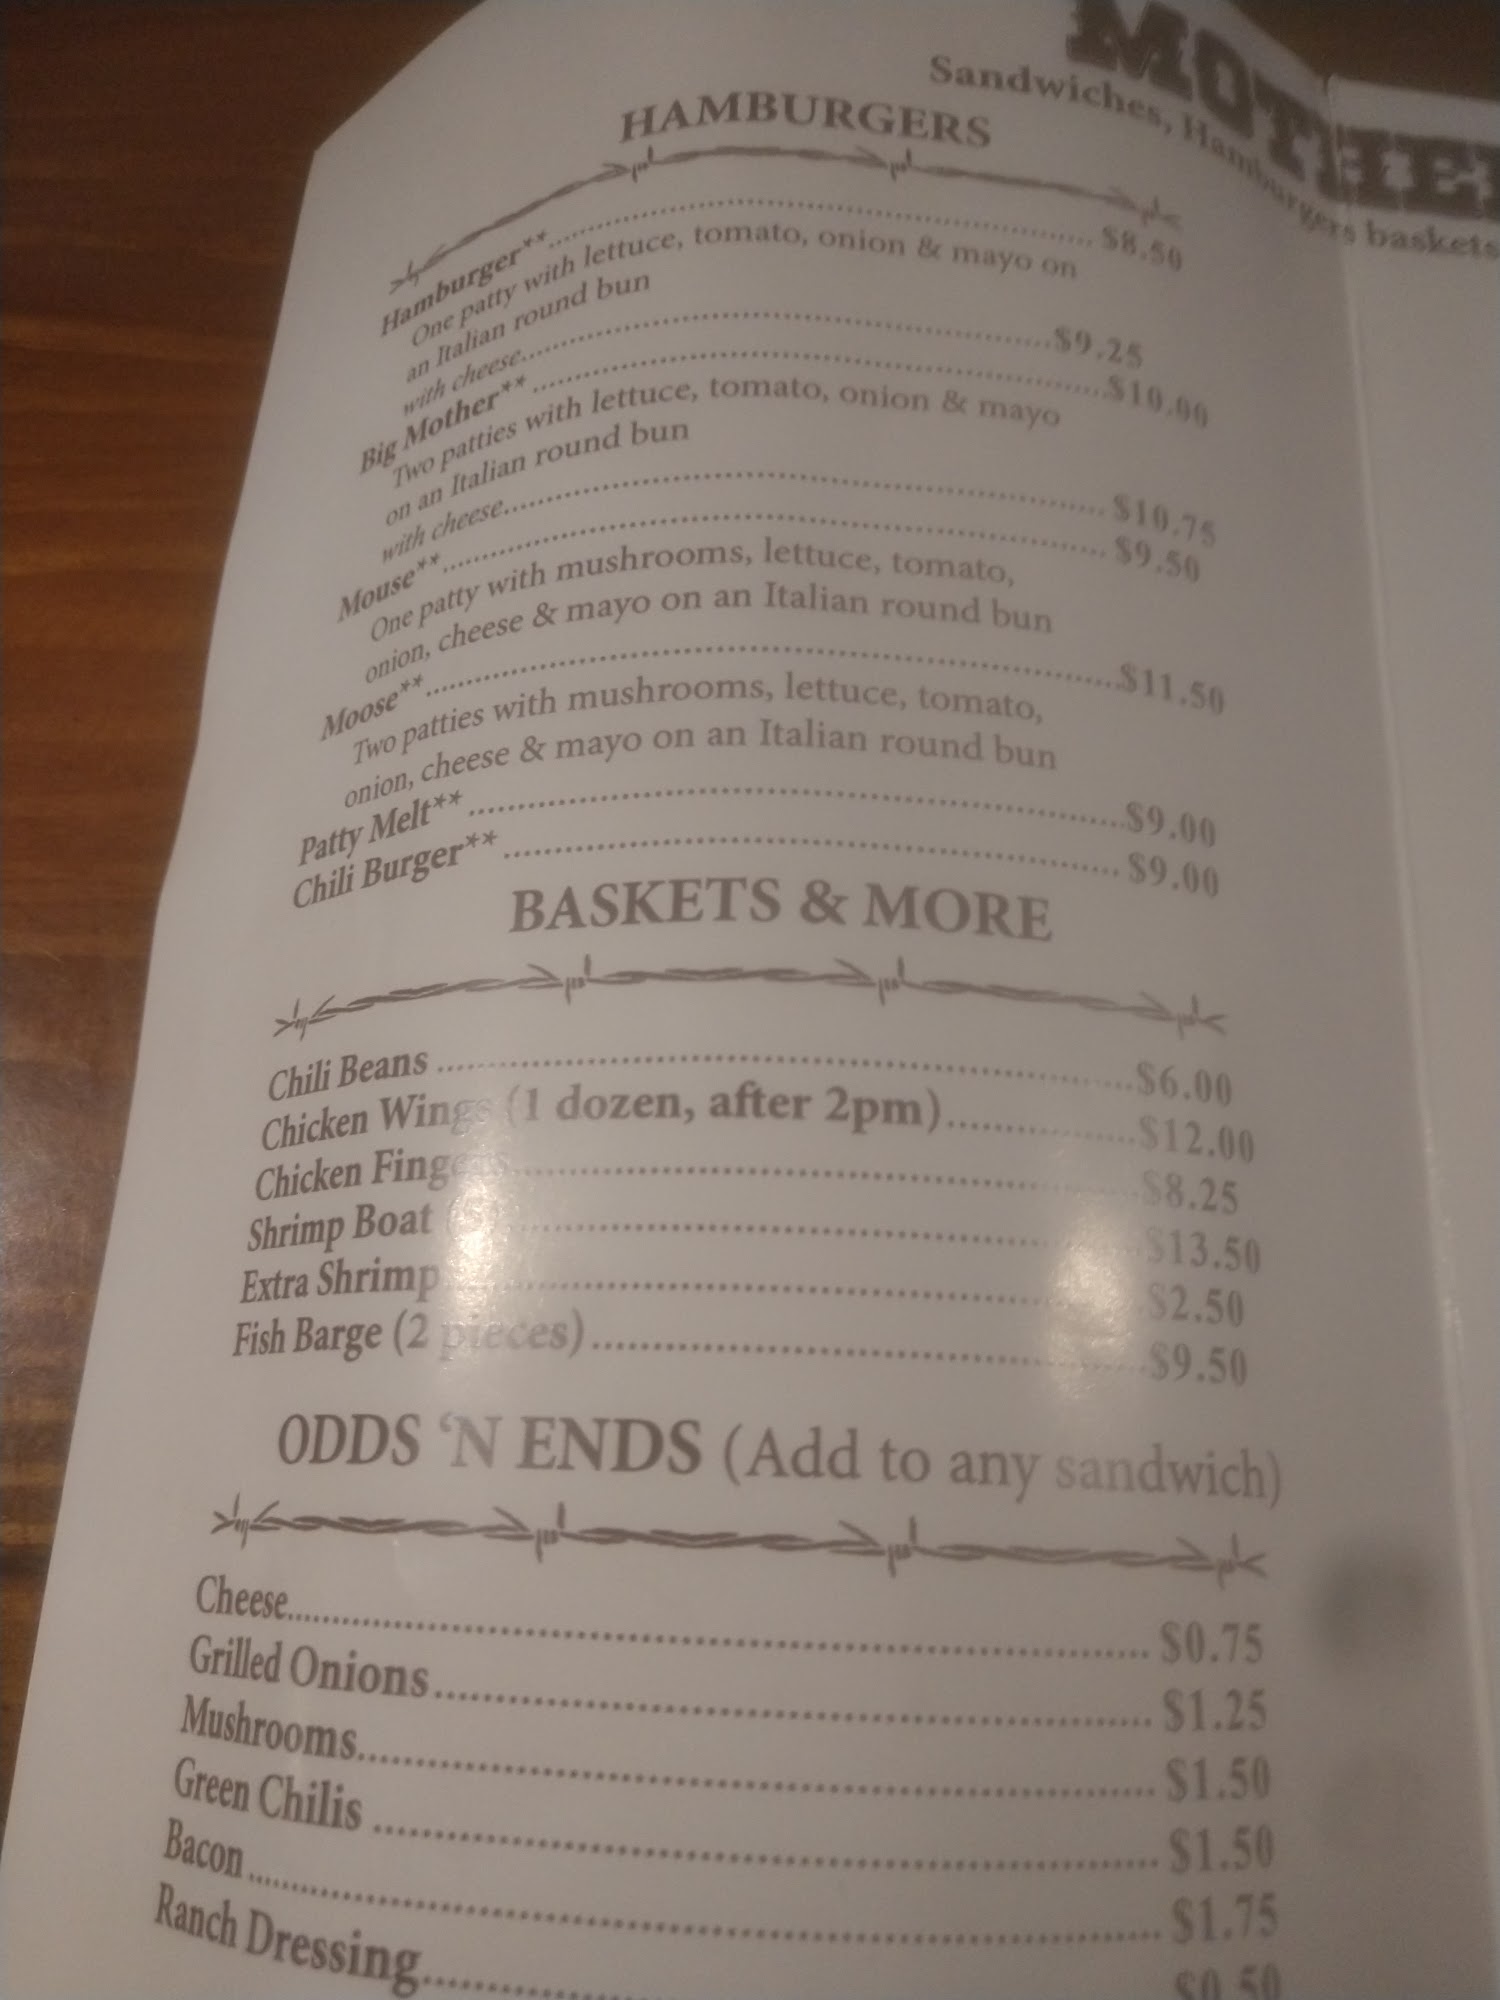 MOTHE
Sandwiches, Hamburgers baskets
HAMBURGERS
Hamburger**........$8.50
One patty with lettuce, tomato, onion & mayo on
an Italian round bun
with cheese........$9.25
Big Mother**........$10.00
Two patties with lettuce, tomato, onion & mayo
on an Italian round bun
with cheese........$10.75
Mouse**........$9.50
One patty with mushrooms, lettuce, tomato,
onion, cheese & mayo on an Italian round bun
Moose**........$11.50
Two patties with mushrooms, lettuce, tomato,
onion, cheese & mayo on an Italian round bun
Patty Melt**........$9.00
Chili Burger**........$9.00
BASKETS & MORE
Chili Beans........$6.00
Chicken Wings (1 dozen, after 2pm)........$12.00
Chicken Fingers........$8.25
Shrimp Boat........$13.50
Extra Shrimp........$2.50
Fish Barge (2 pieces)........$9.50
ODDS 'N ENDS (Add to any sandwich)
Cheese........$0.75
Grilled Onions........$1.25
Mushrooms........$1.50
Green Chilis........$1.50
Bacon........$1.75
Ranch Dressing........$0.50